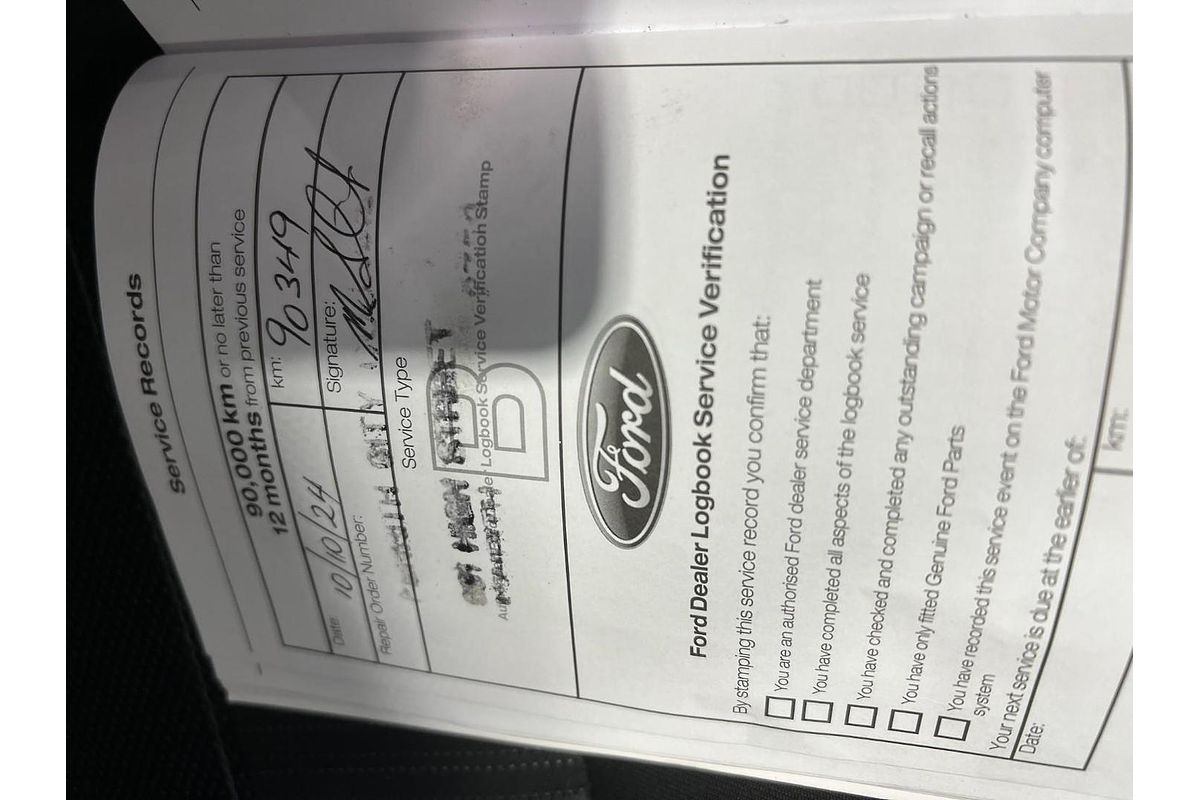 Service Records
90,000 km or no later than
12 months from previous service
Date: 10/10/24
km: 90349
Repair Order Number:
Signature:
Service Type
B
HIGH STREET
Authorised Dealer Logbook Service Verification Stamp
Ford
Ford Dealer Logbook Service Verification
By stamping this service record you confirm that:
You are an authorised Ford dealer service department
You have completed all aspects of the logbook service
You have checked and completed any outstanding campaign or recall actions
You have only fitted Genuine Ford Parts
You have recorded this service event on the Ford Motor Company computer
system
Your next service is due at the earlier of:
Date:
km: